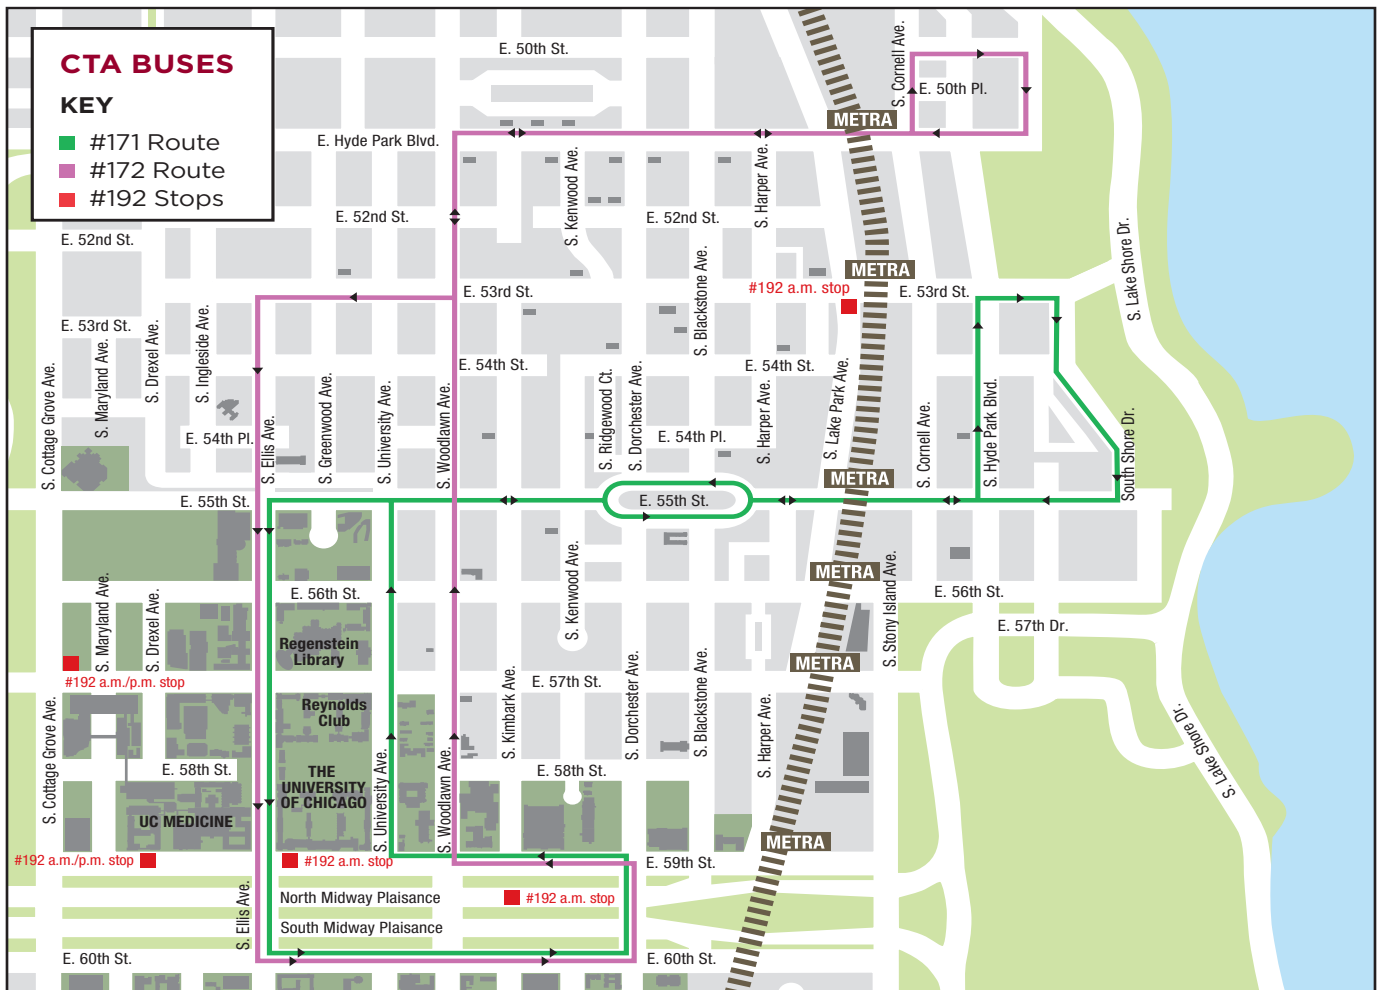 CTA BUSES
KEY
#171 Route
#172 Route
#192 Stops
E. 50th St.
S. Cornell Ave.
E. 50th Pl.
METRA
E. Hyde Park Blvd.
S. Kenwood Ave.
S. Harper Ave.
E. 52nd St.
E. 52nd St.
E. 52nd St.
S. Lake Shore Dr.
S. Blackstone Ave.
METRA
#192 a.m. stop
E. 53rd St.
E. 53rd St.
E. 53rd St.
S. Cottage Grove Ave.
S. Maryland Ave.
S. Drexel Ave.
S. Ingleside Ave.
E. 54th St.
E. 54th St.
S. Ellis Ave.
S. Greenwood Ave.
S. University Ave.
S. Woodlawn Ave.
S. Ridgewood Ct.
S. Dorchester Ave.
S. Harper Ave.
S. Lake Park Ave.
S. Cornell Ave.
S. Hyde Park Blvd.
South Shore Dr.
E. 54th Pl.
E. 54th Pl.
METRA
E. 55th St.
E. 55th St.
METRA
S. Stony Island Ave.
S. Maryland Ave.
S. Drexel Ave.
E. 56th St.
E. 56th St.
S. Kenwood Ave.
E. 57th Dr.
Regenstein
Library
METRA
#192 a.m./p.m. stop
E. 57th St.
S. Kimbark Ave.
S. Dorchester Ave.
S. Blackstone Ave.
S. Harper Ave.
S. Lake Shore Dr.
S. Lake Shore Dr.
S. Cottage Grove Ave.
Reynolds
Club
E. 58th St.
E. 58th St.
THE
UNIVERSITY
OF CHICAGO
S. University Ave.
S. Woodlawn Ave.
UC MEDICINE
METRA
#192 a.m./p.m. stop
#192 a.m. stop
E. 59th St.
S. Ellis Ave.
North Midway Plaisance
#192 a.m. stop
South Midway Plaisance
E. 60th St.
E. 60th St.